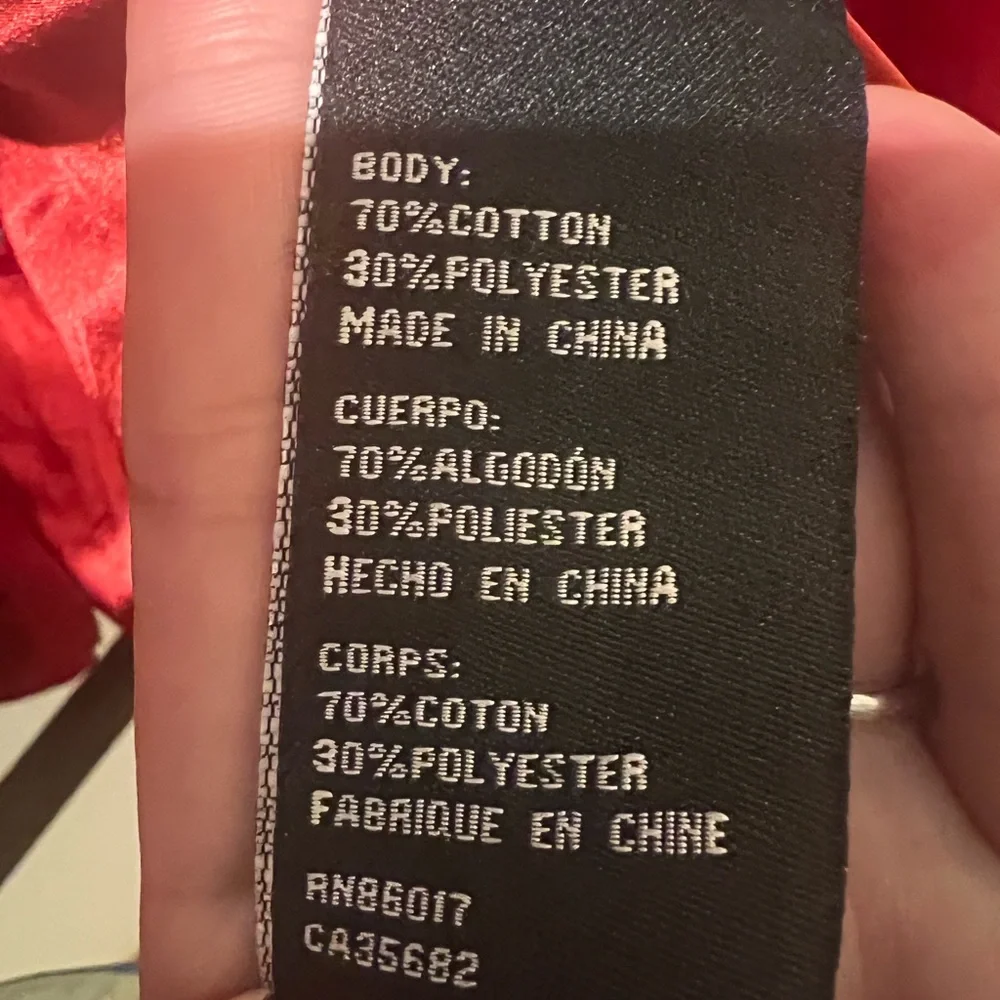 BODY:
70%COTTON
30%POLYESTER
MADE IN CHINA
CUERPO:
70%ALGODÓN
30%POLIESTER
HECHO EN CHINA
CORPS:
70%COTON
30%POLYESTER
FABRIQUE EN CHINE
RN86017
CA35682